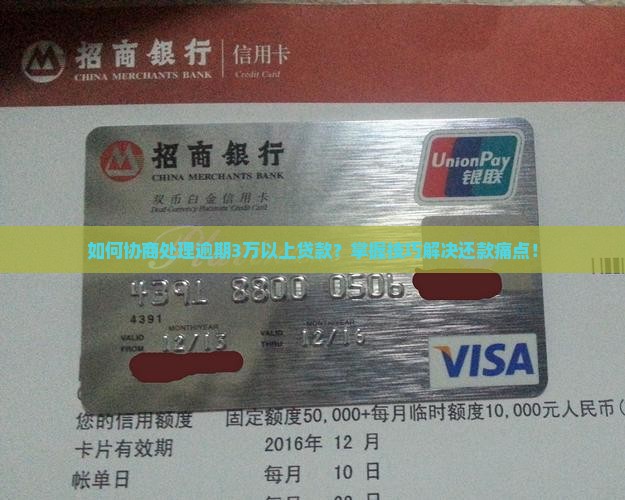 招商银行 信用卡
CHINA MERCHANTS BANK Credit Card
招商银行
CHINA MERCHANTS BANK
双币白金信用卡
Dual-Currency Platinum Credit Card
UnionPay
银联
如何协商处理逾期3万以上贷款？掌握技巧解决还款痛点！
4391 8800 0506
4391
MONTH/YEAR
VALID FROM 12/13
MONTH/YEAR
VALID THRU 12/16
VISA
您的信用额度 固定额度50,000+每月临时额度10,000元人民币(
卡片有效期 2016年 12 月
帐单日 每月 10 日